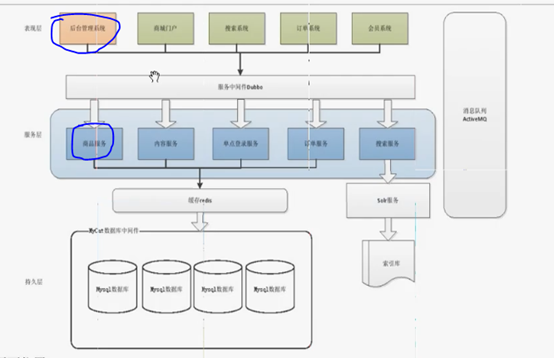 表现层
后台管理系统
商城门户
搜索系统
订单系统
会员系统
服务中间件Dubbo
消息队列
ActiveMQ
服务层
商品服务
内容服务
单点登录服务
订单服务
搜索服务
缓存redis
Solr服务
MyCat数据库中间件
索引库
持久层
Mysql数据库
Mysql数据库
Mysql数据库
Mysql数据库